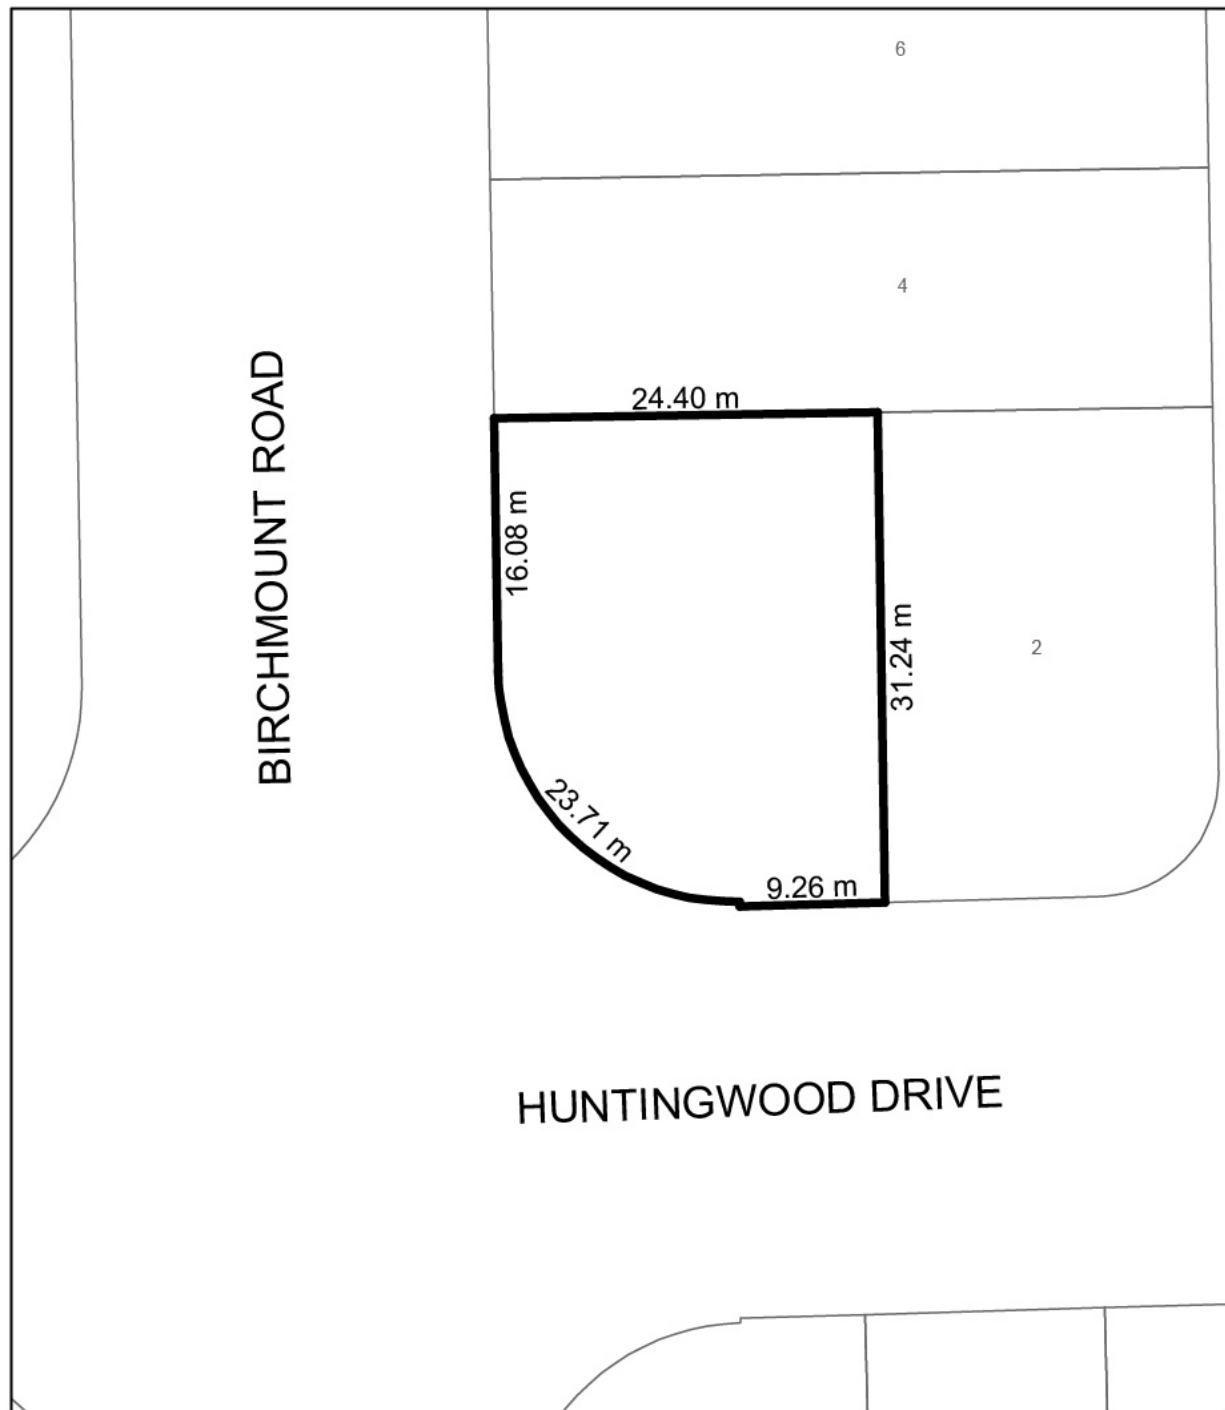 6
4
24.40 m
BIRCHMOUNT ROAD
16.08 m
31.24 m
2
23.71 m
9.26 m
HUNTINGWOOD DRIVE